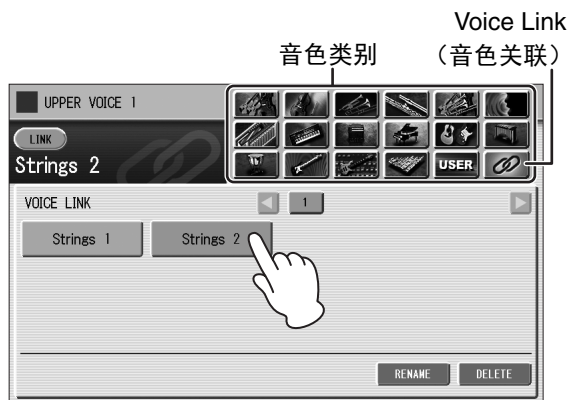 Voice Link
音色类别
（音色关联）
UPPER VOICE 1
LINK
Strings 2
USER
VOICE LINK
1
Strings 1
Strings 2
RENAME
DELETE